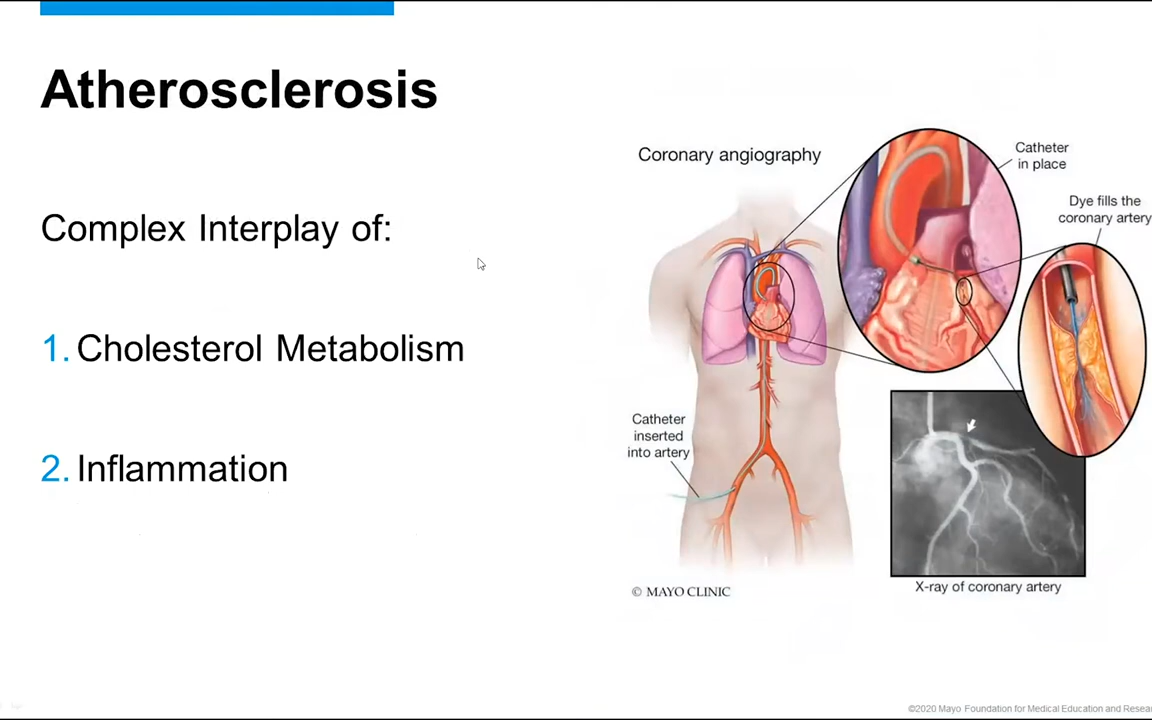 Atherosclerosis
Complex Interplay of:
1. Cholesterol Metabolism
2. Inflammation
Coronary angiography
Catheter
in place
Dye fills the
coronary artery
Catheter
inserted
into artery
X-ray of coronary artery
© MAYO CLINIC
©2020 Mayo Foundation for Medical Education and